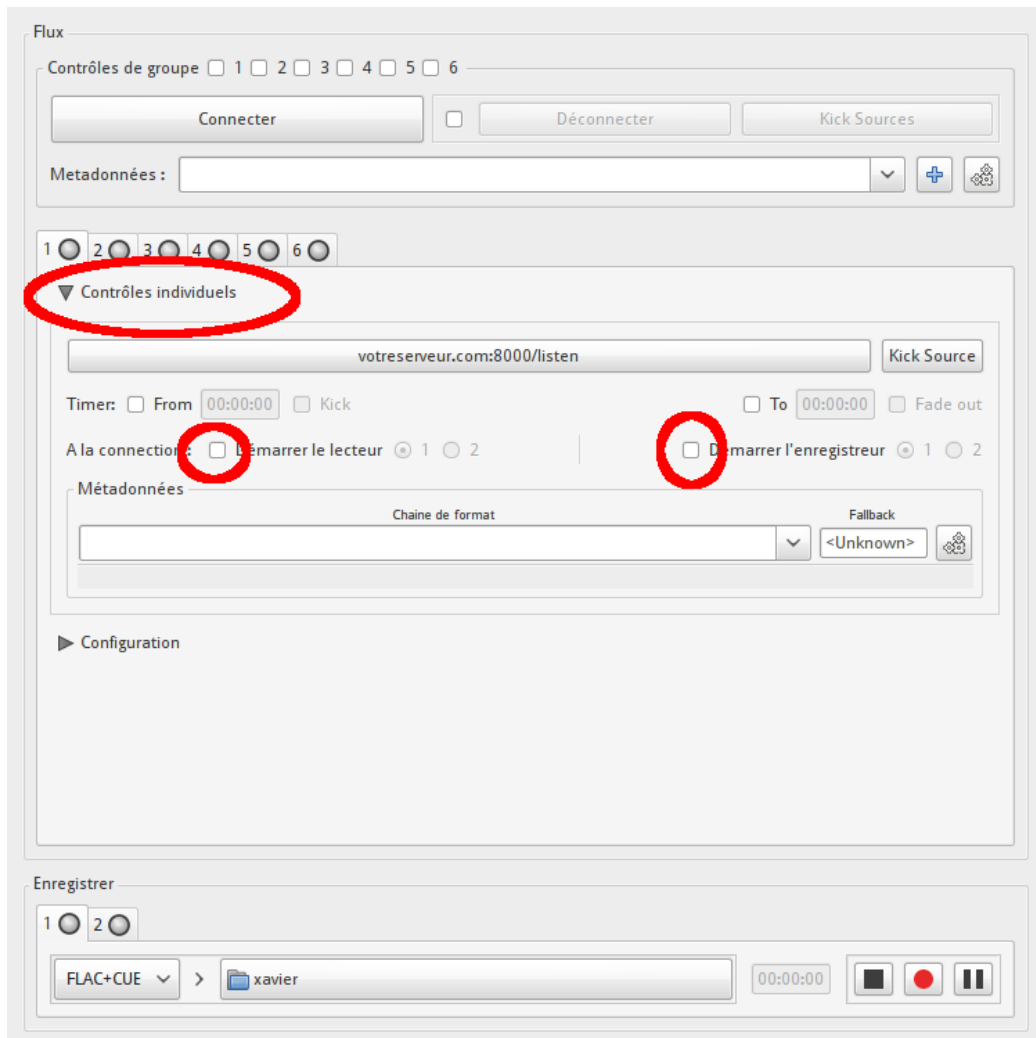 Flux
Contrôles de groupe 1 2 3 4 5 6
Connecter Déconnecter Kick Sources
Metadonnées :
1 2 3 4 5 6
Contrôles individuels
votreserveur.com:8000/listen Kick Source
Timer: From 00:00:00 Kick To 00:00:00 Fade out
A la connection : Démarrer le lecteur 1 2 Démarrer l'enregistreur 1 2
Métadonnées
Chaine de format Fallback
<Unknown>
Configuration
Enregistrer
1 2
FLAC+CUE > xavier 00:00:00